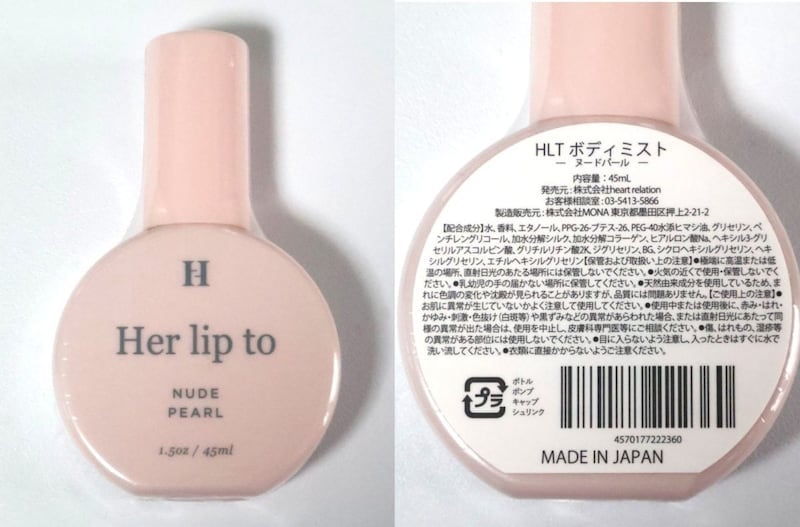 H
Her lip to
NUDE
PEARL
1.5oz / 45ml
HLT ボディミスト
― ヌードパール ―
内容量:45mL
発売元:株式会社heart relation
お客様相談室:03-5413-5866
製造販売元:株式会社MONA 東京都墨田区押上2-21-2
【配合成分】水、香料、エタノール、PPG-26-ブテス-26、PEG-40水添ヒマシ油、グリセリン、ペ
ンチレングリコール、加水分解シルク、加水分解コラーゲン、ヒアルロン酸Na、ヘキシル3-グリ
セリルアスコルビン酸、グリチルリチン酸2K、ジグリセリン、BG、シクロヘキシルグリセリン、ヘキ
シルグリセリン、エチルヘキシルグリセリン【保管および取扱い上の注意】●極端に高温または低
温の場所、直射日光のあたる場所には保管しないでください。●火気の近くで使用・保管しないで
ください。●乳幼児の手の届かない場所に保管してください。●天然由来成分を使用しているため、ま
れに色調の変化や沈殿が見られることがありますが、品質には問題ありません。【ご使用上の注意】●
お肌に異常が生じていないかよく注意して使用してください。●使用中または使用後に、赤み・はれ・
かゆみ・刺激・色抜け(白斑等)や黒ずみなどの異常があらわれた場合、または直射日光にあたって同
様の異常が出た場合は、使用を中止し、皮膚科専門医等にご相談ください。●傷、はれもの、湿疹等
の異常がある部位には使用しないでください。●目に入らないよう注意し、入ったときはすぐに水で
洗い流してください。●衣類に直接かからないようご注意ください。
プラ
ボトル
ポンプ
キャップ
シュリンク
4570177222360
MADE IN JAPAN